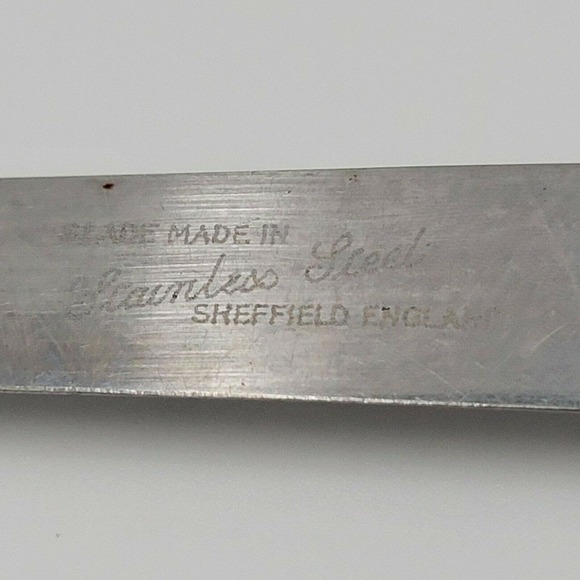 BLADE MADE IN
Stainless Steel
SHEFFIELD ENGLAND